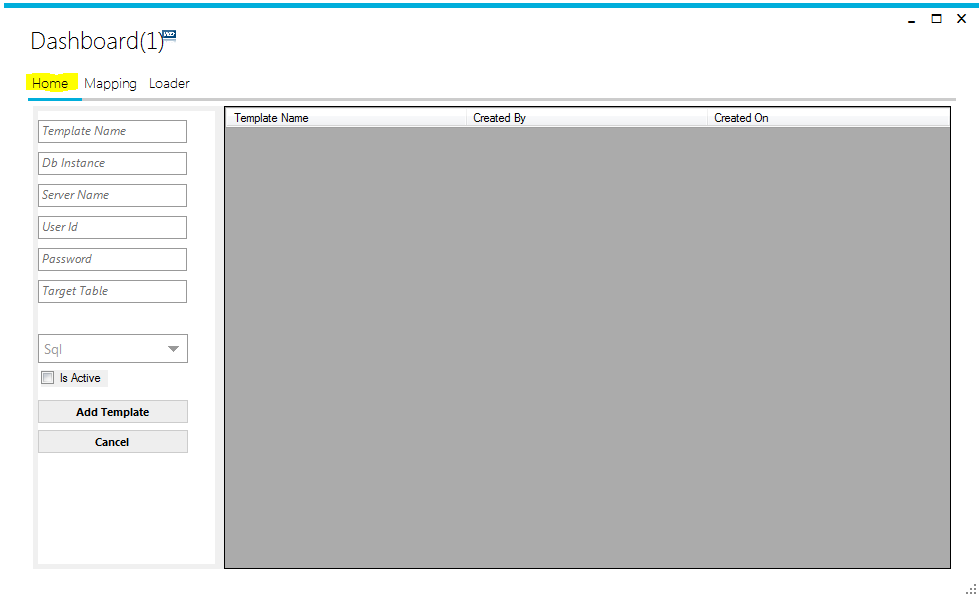 Dashboard(1)
Home Mapping Loader
Template Name
Db Instance
Server Name
User Id
Password
Target Table
Sql
Is Active
Add Template
Cancel
Template Name Created By Created On